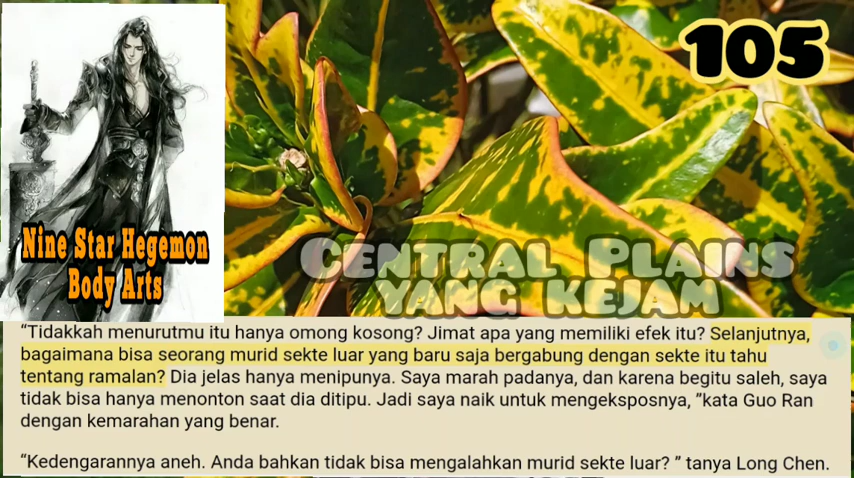 105
Nine Star Hegemon
Body Arts
Central Plains
yang kejam
“Tidakkah menurutmu itu hanya omong kosong? Jimat apa yang memiliki efek itu? Selanjutnya,
bagaimana bisa seorang murid sekte luar yang baru saja bergabung dengan sekte itu tahu
tentang ramalan? Dia jelas hanya menipunya. Saya marah padanya, dan karena begitu saleh, saya
tidak bisa hanya menonton saat dia ditipu. Jadi saya naik untuk mengeksposnya, ”kata Guo Ran
dengan kemarahan yang benar.
“Kedengarannya aneh. Anda bahkan tidak bisa mengalahkan murid sekte luar? ” tanya Long Chen.